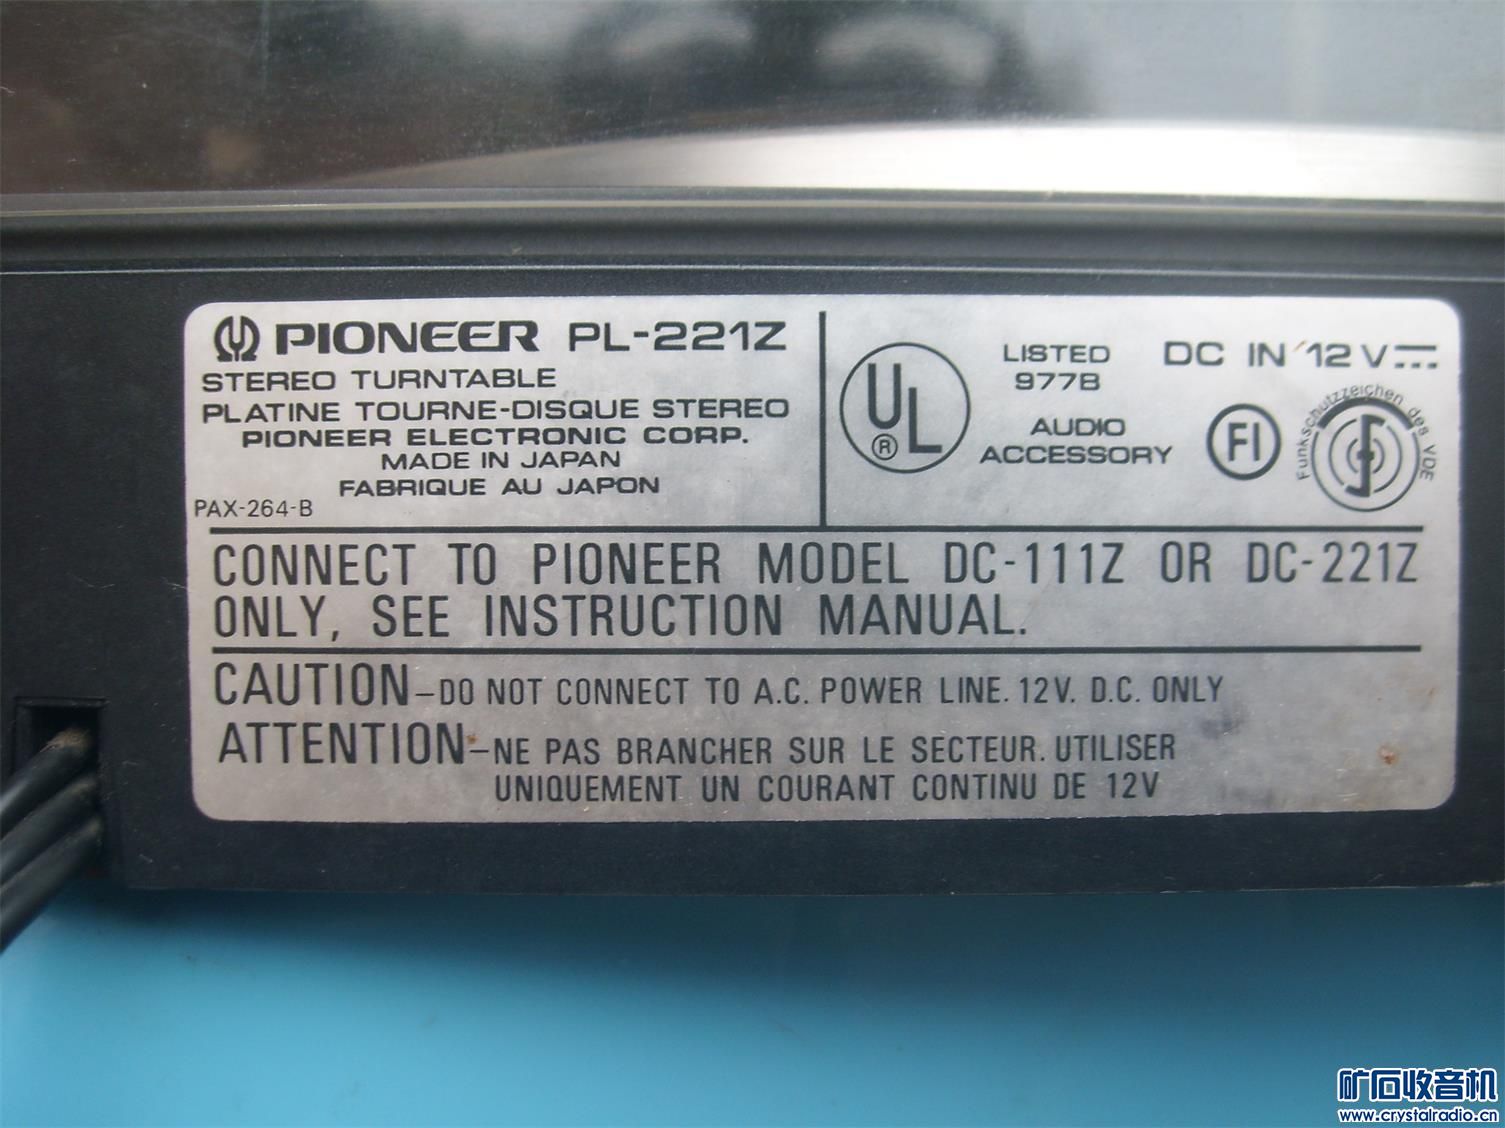 PIONEER PL-221Z
STEREO TURNTABLE
PLATINE TOURNE-DISQUE STEREO
PIONEER ELECTRONIC CORP.
MADE IN JAPAN
FABRIQUE AU JAPON
PAX-264-B
UL
®
LISTED
977B
AUDIO
ACCESSORY
DC IN 12 V
FI
Funkschutzzeichen des VDE
CONNECT TO PIONEER MODEL DC-111Z OR DC-221Z
ONLY, SEE INSTRUCTION MANUAL.
CAUTION–DO NOT CONNECT TO A.C. POWER LINE. 12V. D.C. ONLY
ATTENTION–NE PAS BRANCHER SUR LE SECTEUR. UTILISER
UNIQUEMENT UN COURANT CONTINU DE 12V
矿石收音机
www.crystalradio.cn